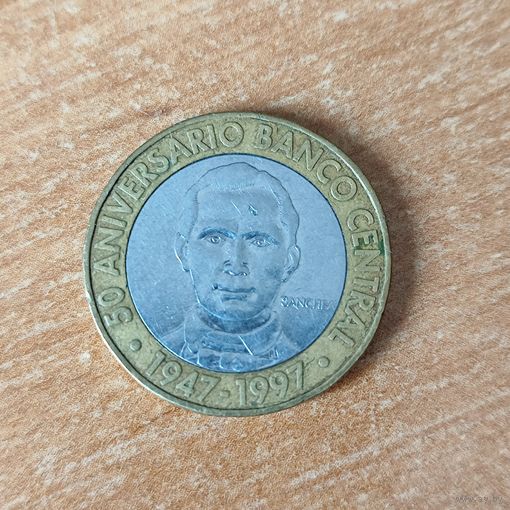 50 ANIVERSARIO BANCO CENTRAL
SANCHEZ
· 1947-1997 ·